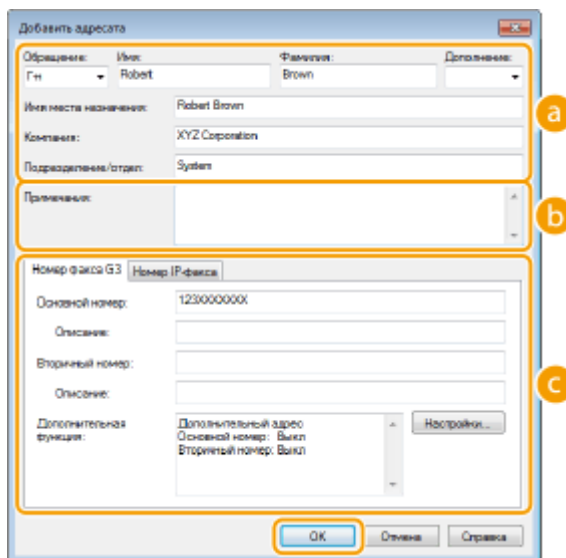 Добавить адресата
Обращение: Имя: Фамилия: Дополнение:
Г-н Robert Brown
Имя места назначения: Robert Brown
Компания: XYZ Corporation
Подразделение/отдел: System
a
Примечания:
b
Номер факса G3 Номер IP-факса
Основной номер: 123XXXXXXX
Описание:
Вторичный номер:
Описание:
c
Дополнительная функция: Дополнительный адрес Настройки...
Основной номер: Выкл
Вторичный номер: Выкл
OK Отмена Справка